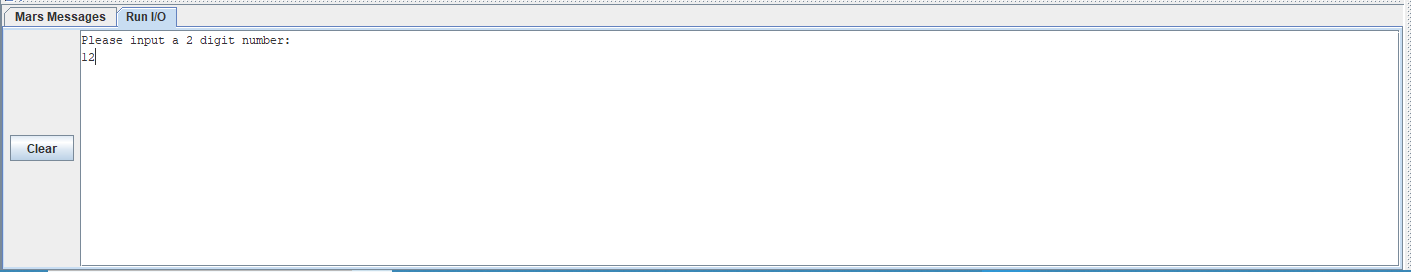 Mars Messages Run I/O
Please input a 2 digit number:
12
Clear